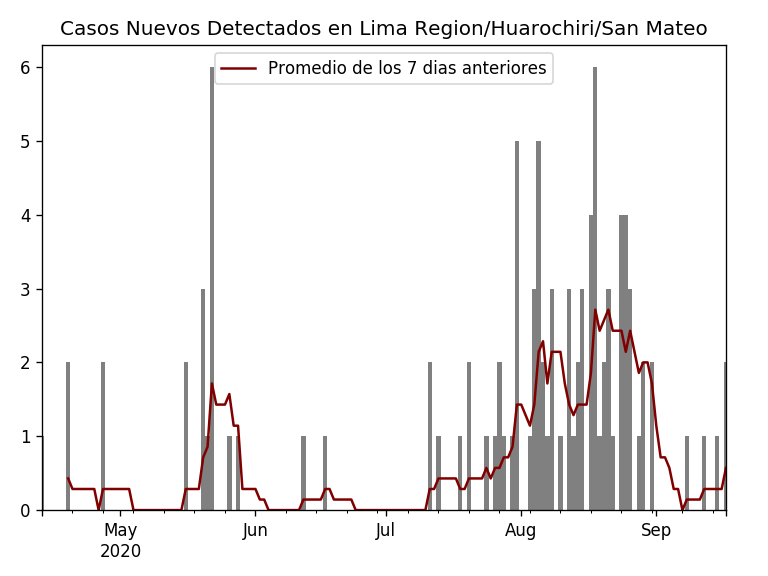 Casos Nuevos Detectados en Lima Region/Huarochiri/San Mateo
Promedio de los 7 dias anteriores
6
5
4
3
2
1
0
May Jun Jul Aug Sep
2020